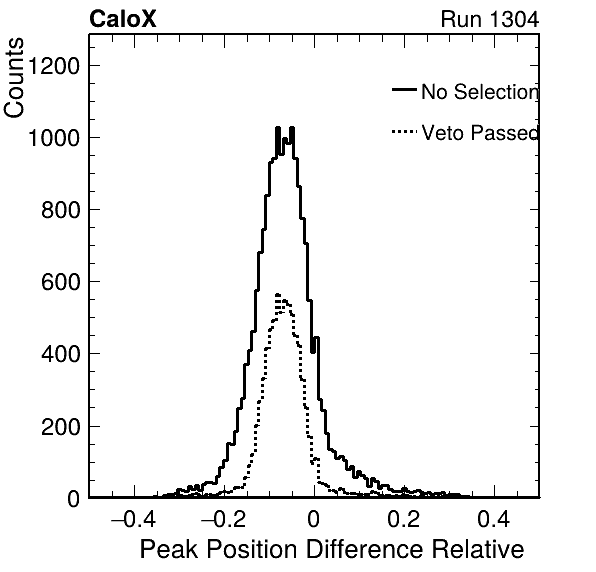 CaloX Run 1304
Counts
1200
1000
800
600
400
200
0
No Selection
Veto Passed
−0.4 −0.2 0 0.2 0.4
Peak Position Difference Relative